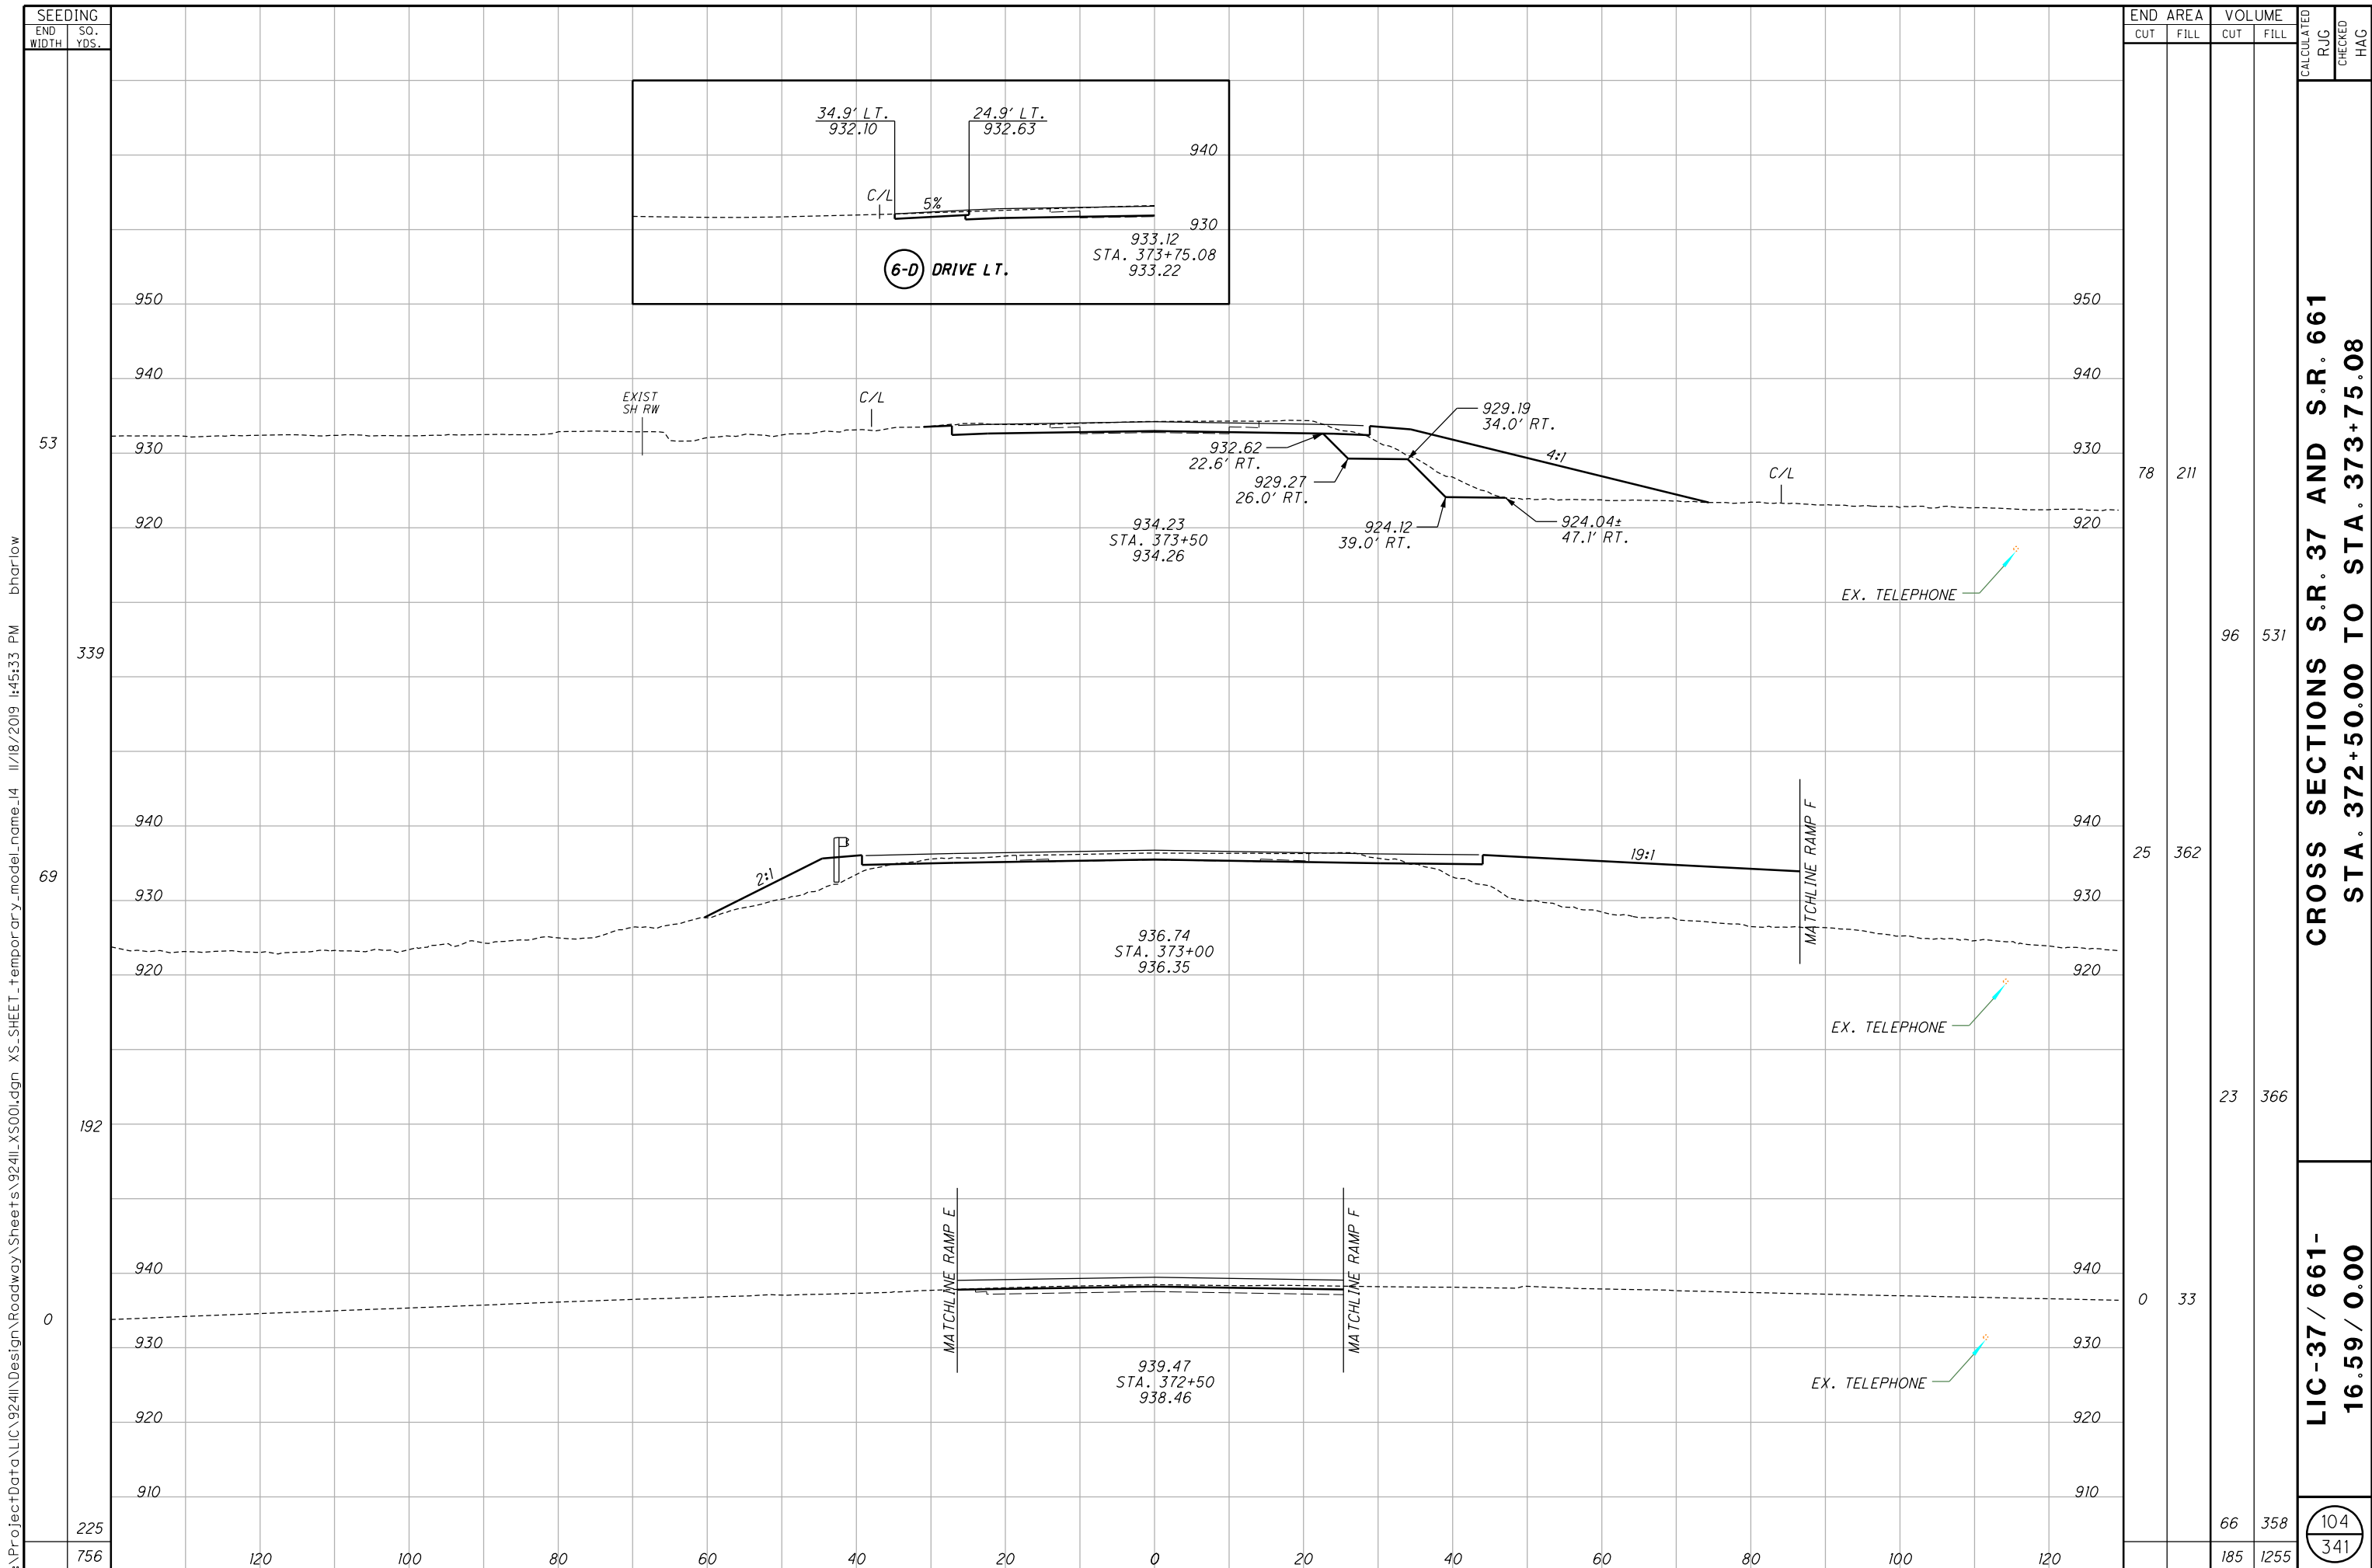 SEEDING
END WIDTH
SQ. YDS.
END AREA
VOLUME
CUT
FILL
CUT
FILL
CALCULATED
RJG
CHECKED
HAG
34.9' LT.
932.10
24.9' LT.
932.63
940
C/L
5%
930
933.12
STA. 373+75.08
933.22
6-D
DRIVE LT.
950
950
940
940
EXIST
SH RW
C/L
929.19
34.0' RT.
53
930
932.62
22.6' RT.
4:1
930
929.27
26.0' RT.
C/L
78
211
920
934.23
STA. 373+50
934.26
924.12
39.0' RT.
924.04±
47.1' RT.
920
EX. TELEPHONE
339
96
531
940
MATCHLINE RAMP F
940
69
2:1
19:1
25
362
930
930
936.74
STA. 373+00
936.35
920
920
EX. TELEPHONE
192
23
366
MATCHLINE RAMP E
MATCHLINE RAMP F
940
940
0
0
33
930
930
939.47
STA. 372+50
938.46
EX. TELEPHONE
920
920
910
910
225
66
358
756
120
100
80
60
40
20
0
20
40
60
80
100
120
185
1255
CROSS SECTIONS S.R. 37 AND S.R. 661
STA. 372+50.00 TO STA. 373+75.08
LIC-37/661-
16.59/0.00
104
341
\ProjectData\LIC\92411\Design\Roadway\Sheets\92411_XS001.dgn XS_SHEET_temporary_model_name_14 11/18/2019 1:45:33 PM bharlow